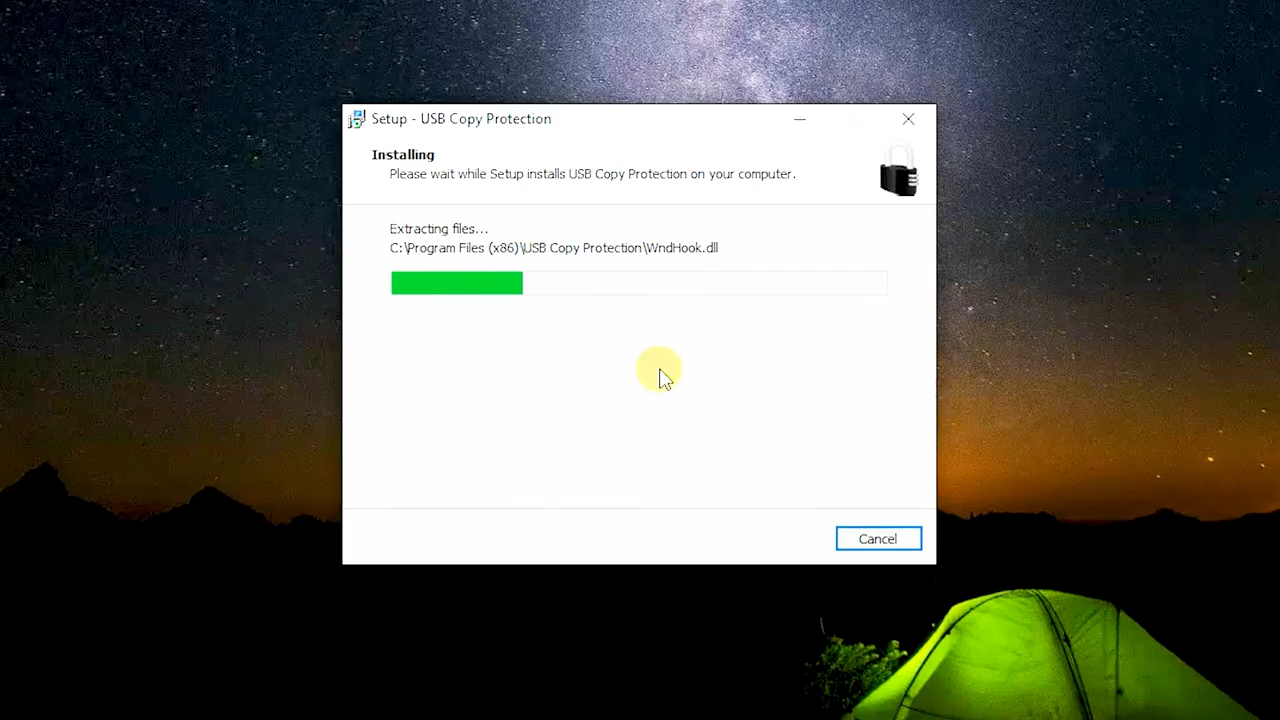 Setup - USB Copy Protection
Installing
Please wait while Setup installs USB Copy Protection on your computer.
Extracting files...
C:\Program Files (x86)\USB Copy Protection\WndHook.dll
Cancel